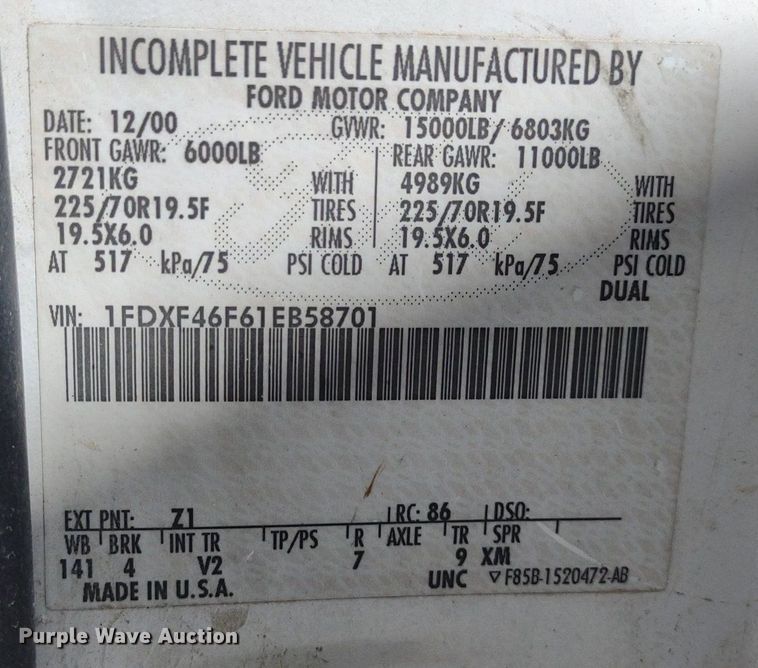 INCOMPLETE VEHICLE MANUFACTURED BY
FORD MOTOR COMPANY
DATE: 12/00 GVWR: 15000LB/ 6803KG
FRONT GAWR: 6000LB REAR GAWR: 11000LB
2721KG WITH 4989KG WITH
225/70R19.5F TIRES 225/70R19.5F TIRES
19.5X6.0 RIMS 19.5X6.0 RIMS
AT 517 kPa/75 PSI COLD AT 517 kPa/75 PSI COLD
DUAL
VIN: 1FDXF46F61EB58701
EXT PNT: Z1 RC: 86 DSO:
WB BRK INT TR TP/PS R AXLE TR SPR
141 4 V2 7 9 XM
MADE IN U.S.A. UNC F85B-1520472-AB
Purple Wave Auction